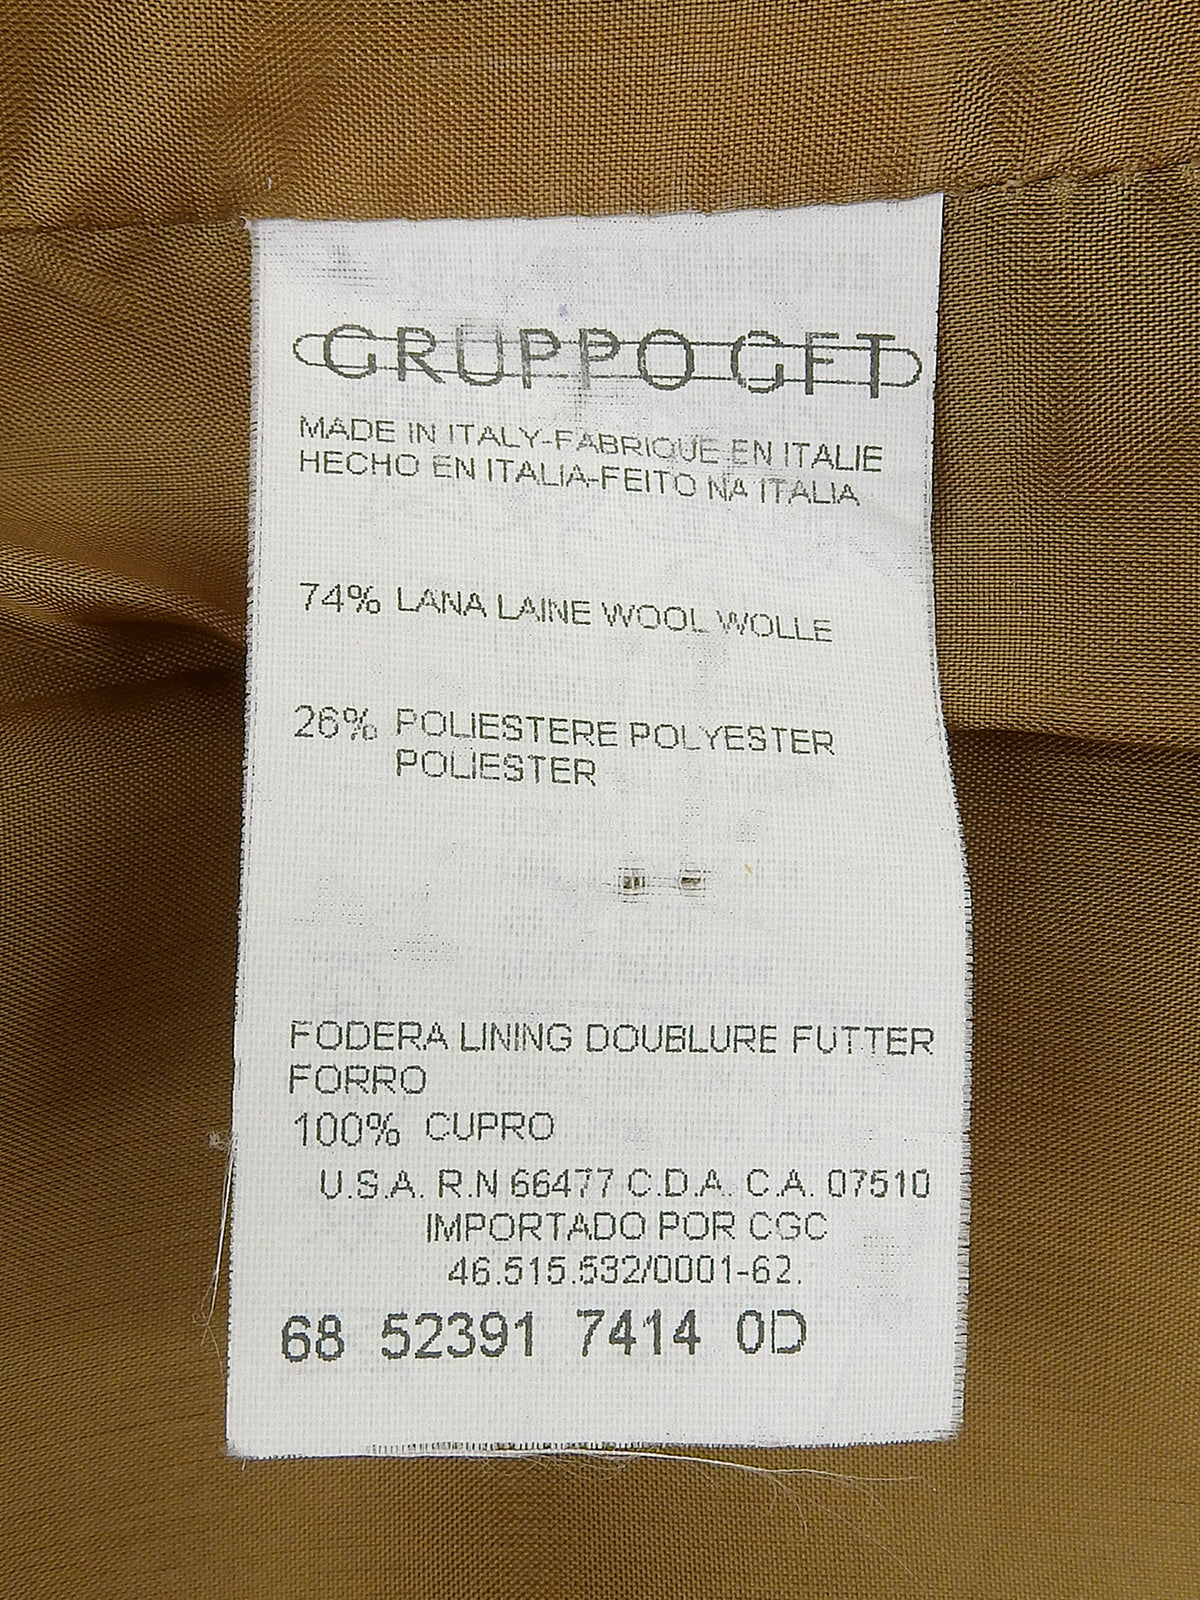 GRUPPO GFT
MADE IN ITALY-FABRIQUE EN ITALIE
HECHO EN ITALIA-FEITO NA ITALIA
74% LANA LAINE WOOL WOLLE
26% POLIESTERE POLYESTER
POLIESTER
FODERA LINING DOUBLURE FUTTER
FORRO
100% CUPRO
U.S.A. R.N 66477 C.D.A. C.A. 07510
IMPORTADO POR CGC
46.515.532/0001-62.
68 52391 7414 0D